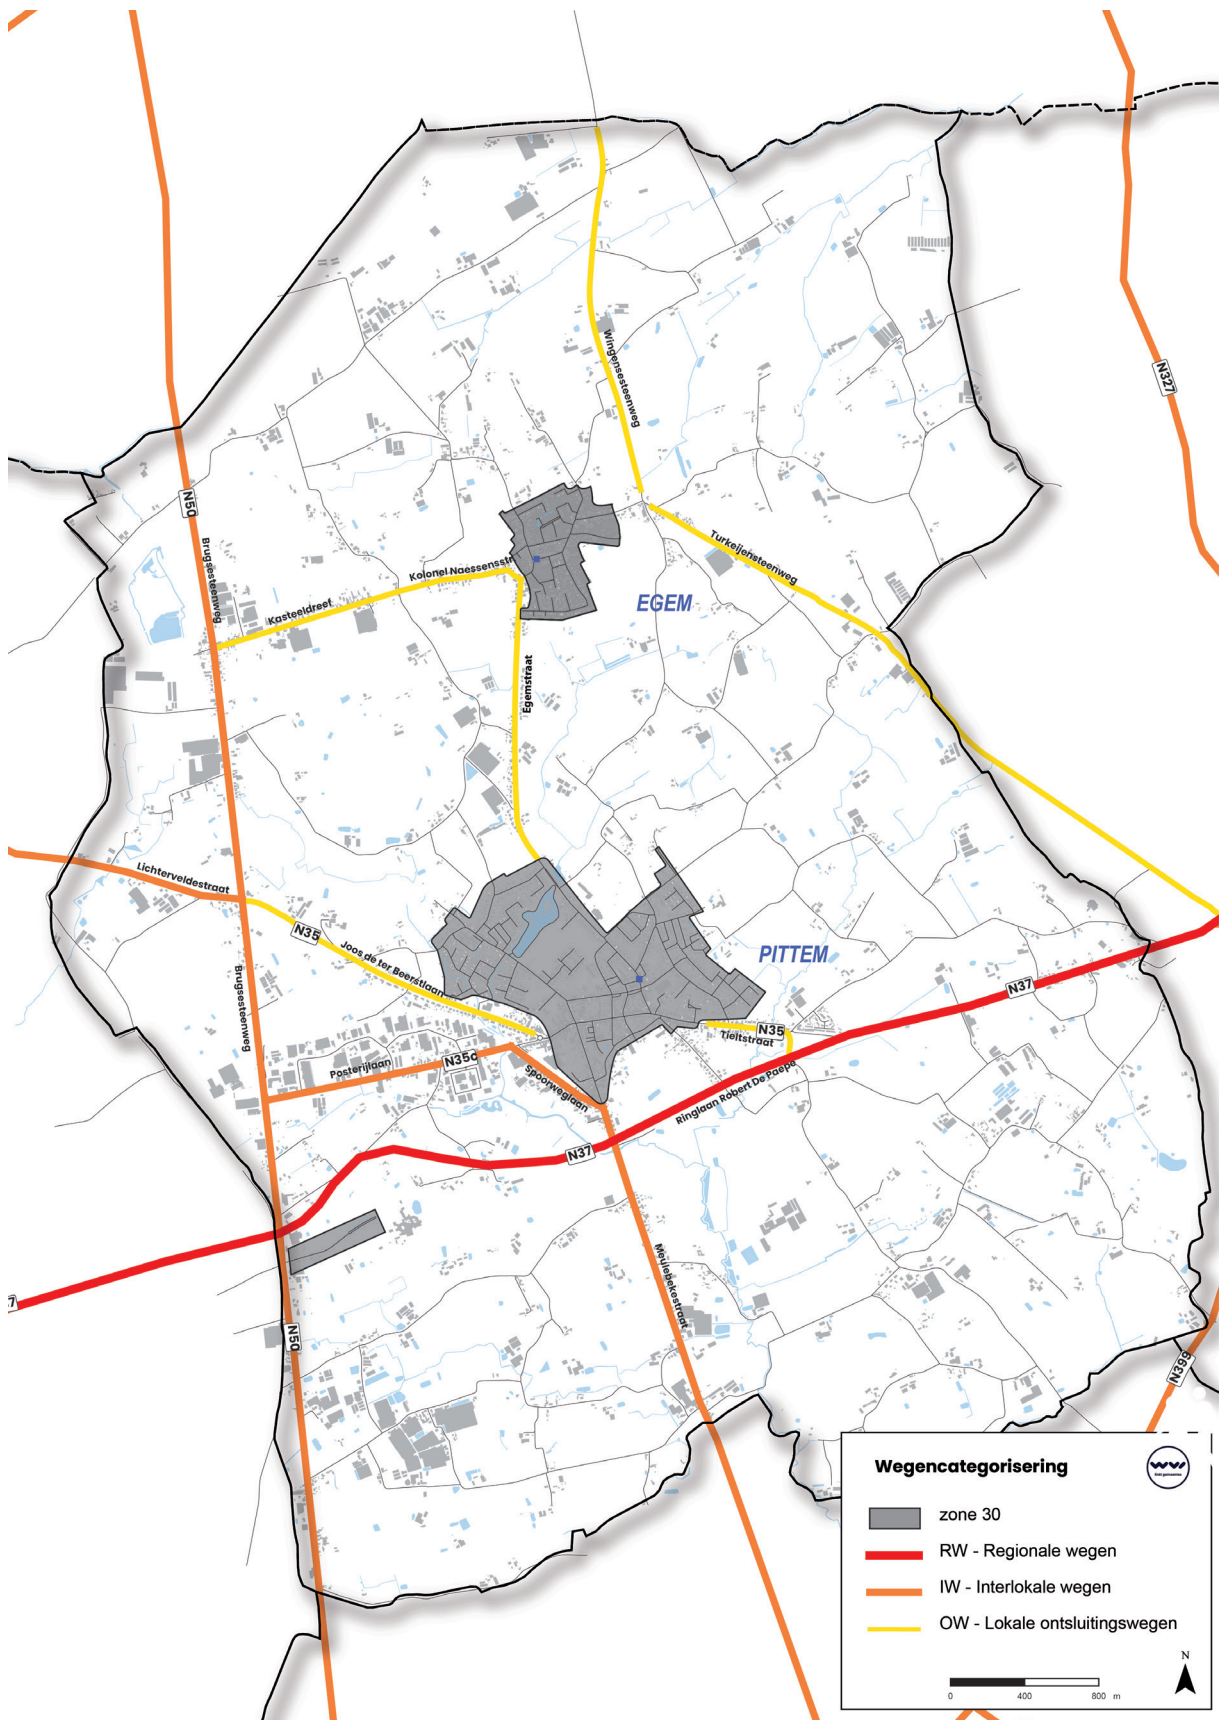 N327
N50
Brugsesteenweg
Wingensesteenweg
Turkeijensteenweg
Kolonel Naessensstr
Kasteeldreef
EGEM
Egemstraat
Lichterveldestraat
N35
Joos de ter Beerstlaan
PITTEM
N37
Brugsesteenweg
N35
Tieltstraat
N35c
Posterijlaan
Spoorweglaan
Ringlaan Robert De Paepe
N37
Meulebekestraat
7
N50
N399
Wegencategorisering
zone 30
RW - Regionale wegen
IW - Interlokale wegen
OW - Lokale ontsluitingswegen
N
0 400 800 m